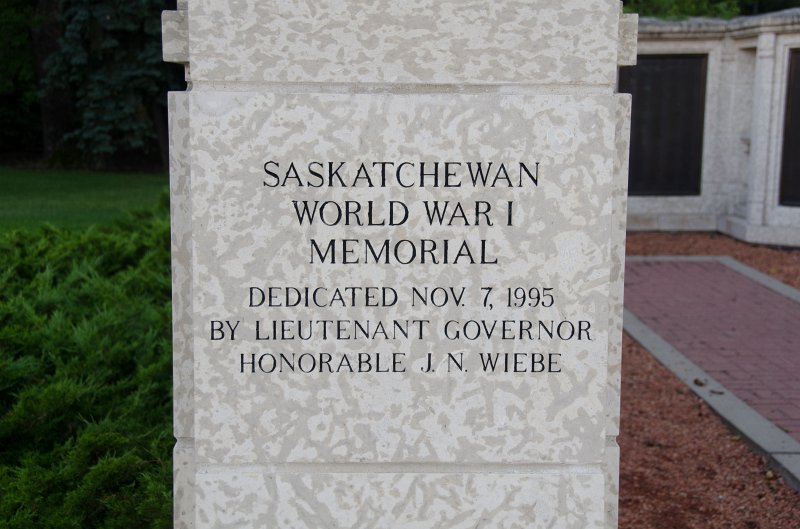 SASKATCHEWAN
WORLD WAR I
MEMORIAL
DEDICATED NOV. 7, 1995
BY LIEUTENANT GOVERNOR
HONORABLE J. N. WIEBE